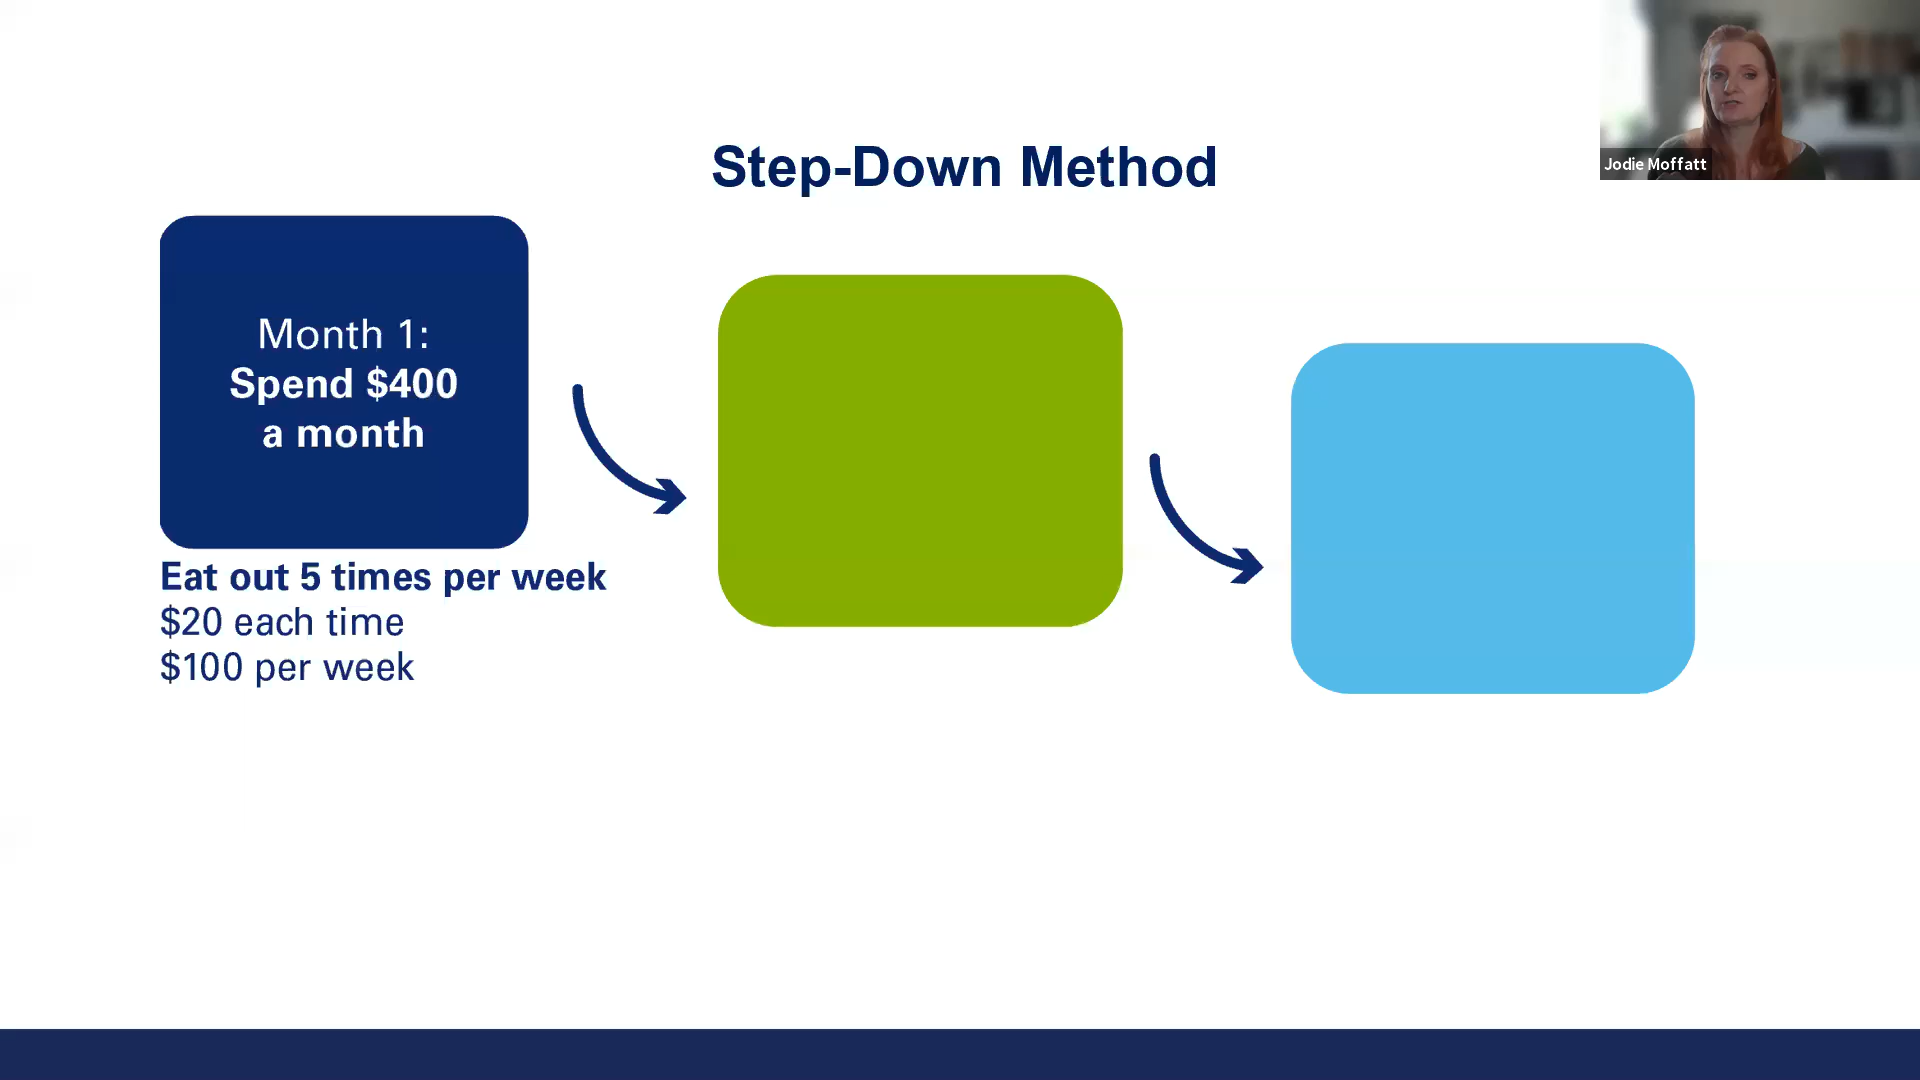 Jodie Moffatt
Step-Down Method
Month 1:
Spend $400
a month
Eat out 5 times per week
$20 each time
$100 per week